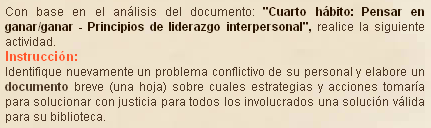 Con base en el análisis del documento: "Cuarto hábito: Pensar en
ganar/ganar - Principios de liderazgo interpersonal", realice la siguiente
actividad.
Instrucción:
Identifique nuevamente un problema conflictivo de su personal y elabore un
documento breve (una hoja) sobre cuales estrategias y acciones tomaría
para solucionar con justicia para todos los involucrados una solución válida
para su biblioteca.